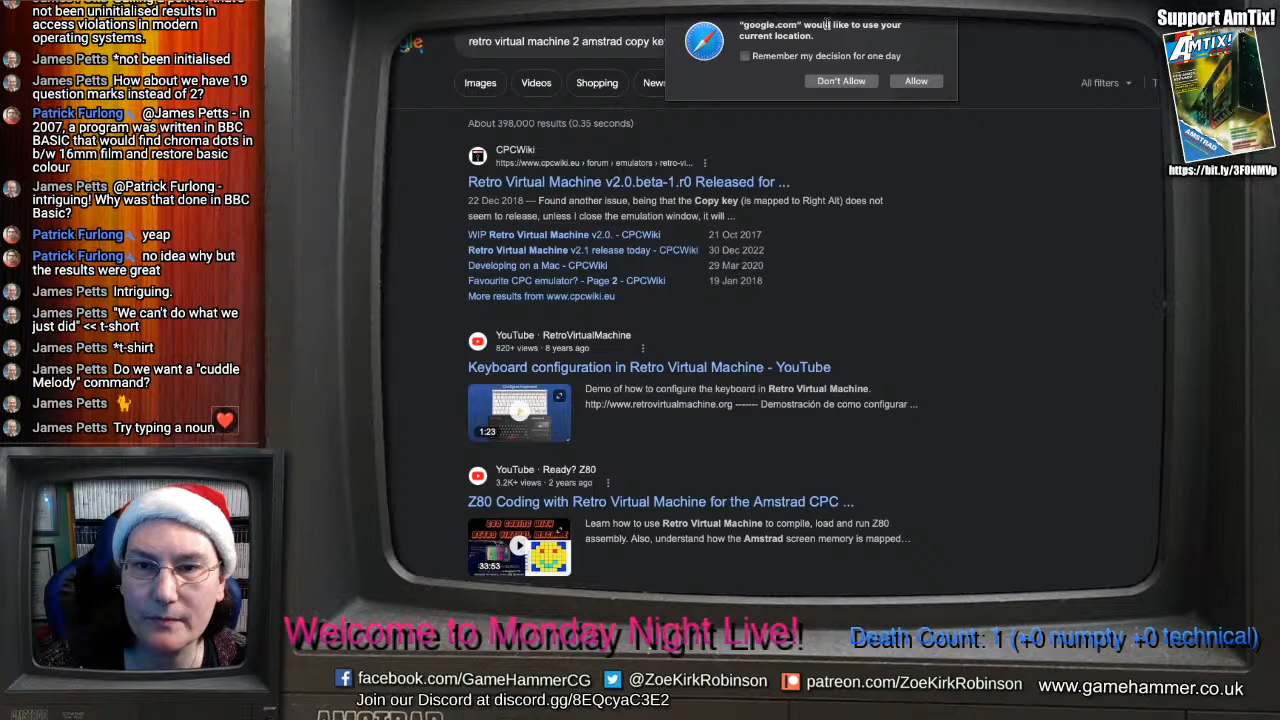 not been uninitialised results in
access violations in modern
operating systems.
James Petts *not been initialised
James Petts How about we have 19
question marks instead of 2?
Patrick Furlong @James Petts - in
2007, a program was written in BBC
BASIC that would find chroma dots in
b/w 16mm film and restore basic
colour
James Petts @Patrick Furlong -
intriguing! Why was that done in BBC
Basic?
Patrick Furlong yeap
Patrick Furlong no idea why but
the results were great
James Petts Intriguing.
James Petts "We can't do what we
just did" << t-short
James Petts *t-shirt
James Petts Do we want a "cuddle
Melody" command?
James Petts
James Petts Try typing a noun
gle
retro virtual machine 2 amstrad copy ke
"google.com" would like to use your
current location.
Remember my decision for one day
Don't Allow
Allow
Images
Videos
Shopping
New
All filters
T
About 398,000 results (0.35 seconds)
CPCWiki
https://www.cpcwiki.eu › forum › emulators › retro-vi...
Retro Virtual Machine v2.0.beta-1.r0 Released for ...
22 Dec 2018 — Found another issue, being that the Copy key (is mapped to Right Alt) does not
seem to release, unless I close the emulation window, it will ...
WIP Retro Virtual Machine v2.0. - CPCWiki 21 Oct 2017
Retro Virtual Machine v2.1 release today - CPCWiki 30 Dec 2022
Developing on a Mac - CPCWiki 29 Mar 2020
Favourite CPC emulator? - Page 2 - CPCWiki 19 Jan 2018
More results from www.cpcwiki.eu
YouTube · RetroVirtualMachine
820+ views · 8 years ago
Keyboard configuration in Retro Virtual Machine - YouTube
Demo of how to configure the keyboard in Retro Virtual Machine.
http://www.retrovirtualmachine.org ------- Demostración de como configurar ...
1:23
YouTube · Ready? Z80
3.2K+ views · 2 years ago
Z80 Coding with Retro Virtual Machine for the Amstrad CPC ...
Learn how to use Retro Virtual Machine to compile, load and run Z80
assembly. Also, understand how the Amstrad screen memory is mapped...
Z80 CODING WITH
RETRO VIRTUAL MACHINE
33:53
Support AmTix!
AMTIX!
AMSTRAD
https://bit.ly/3F0NMVp
Welcome to Monday Night Live!
Death Count: 1 (+0 numpty +0 technical)
facebook.com/GameHammerCG
@ZoeKirkRobinson
patreon.com/ZoeKirkRobinson
www.gamehammer.co.uk
Join our Discord at discord.gg/8EQcyaC3E2
AMSTRAD